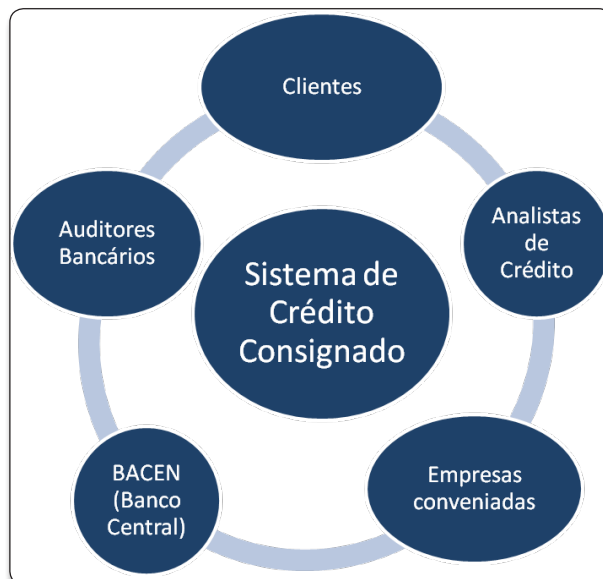 Clientes
Analistas
de
Crédito
Empresas
conveniadas
BACEN
(Banco
Central)
Auditores
Bancários
Sistema de
Crédito
Consignado